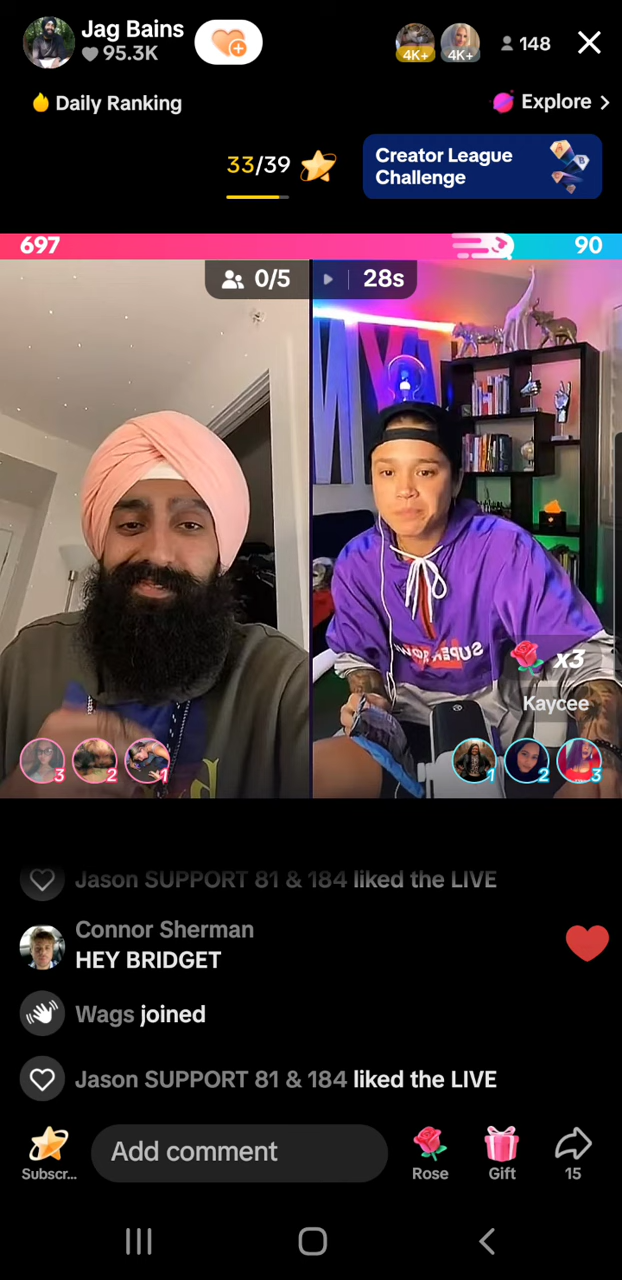 Jag Bains
95.3K
4K+
4K+
148
Daily Ranking
Explore
33/39
Creator League
Challenge
697
90
0/5
28s
SUPER BOWL
x3
Kaycee
3
2
1
1
2
3
Jason SUPPORT 81 & 184 liked the LIVE
Connor Sherman
HEY BRIDGET
Wags joined
Jason SUPPORT 81 & 184 liked the LIVE
Add comment
Subscr...
Rose
Gift
15